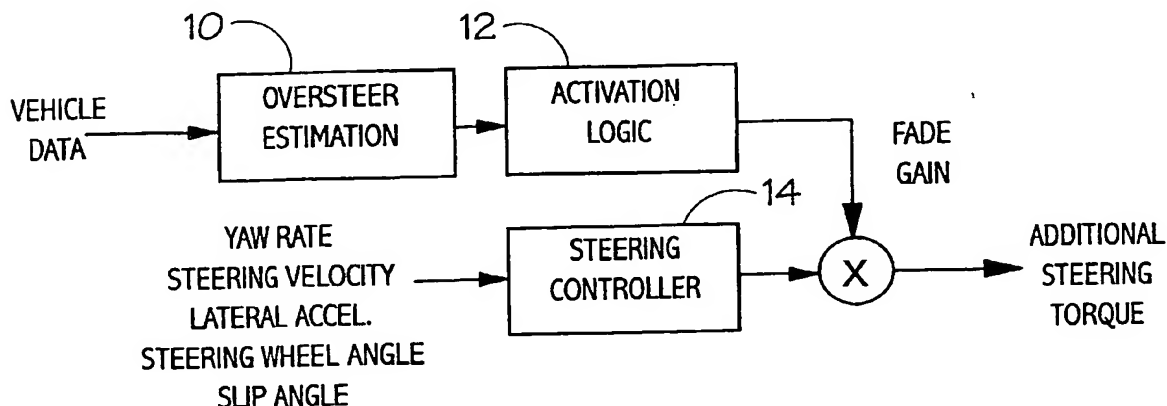 10
12
VEHICLE
DATA
OVERSTEER
ESTIMATION
ACTIVATION
LOGIC
FADE
GAIN
14
YAW RATE
STEERING VELOCITY
LATERAL ACCEL.
STEERING WHEEL ANGLE
SLIP ANGLE
STEERING
CONTROLLER
X
ADDITIONAL
STEERING
TORQUE